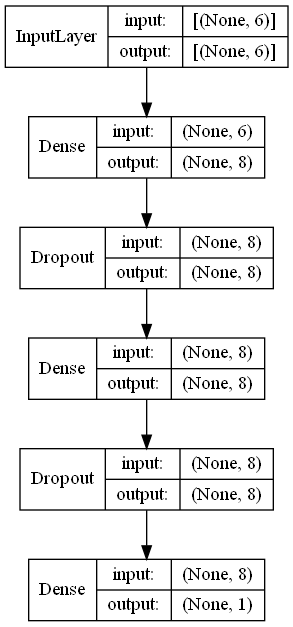 InputLayer input: [(None, 6)]
output: [(None, 6)]
Dense input: (None, 6)
output: (None, 8)
Dropout input: (None, 8)
output: (None, 8)
Dense input: (None, 8)
output: (None, 8)
Dropout input: (None, 8)
output: (None, 8)
Dense input: (None, 8)
output: (None, 1)